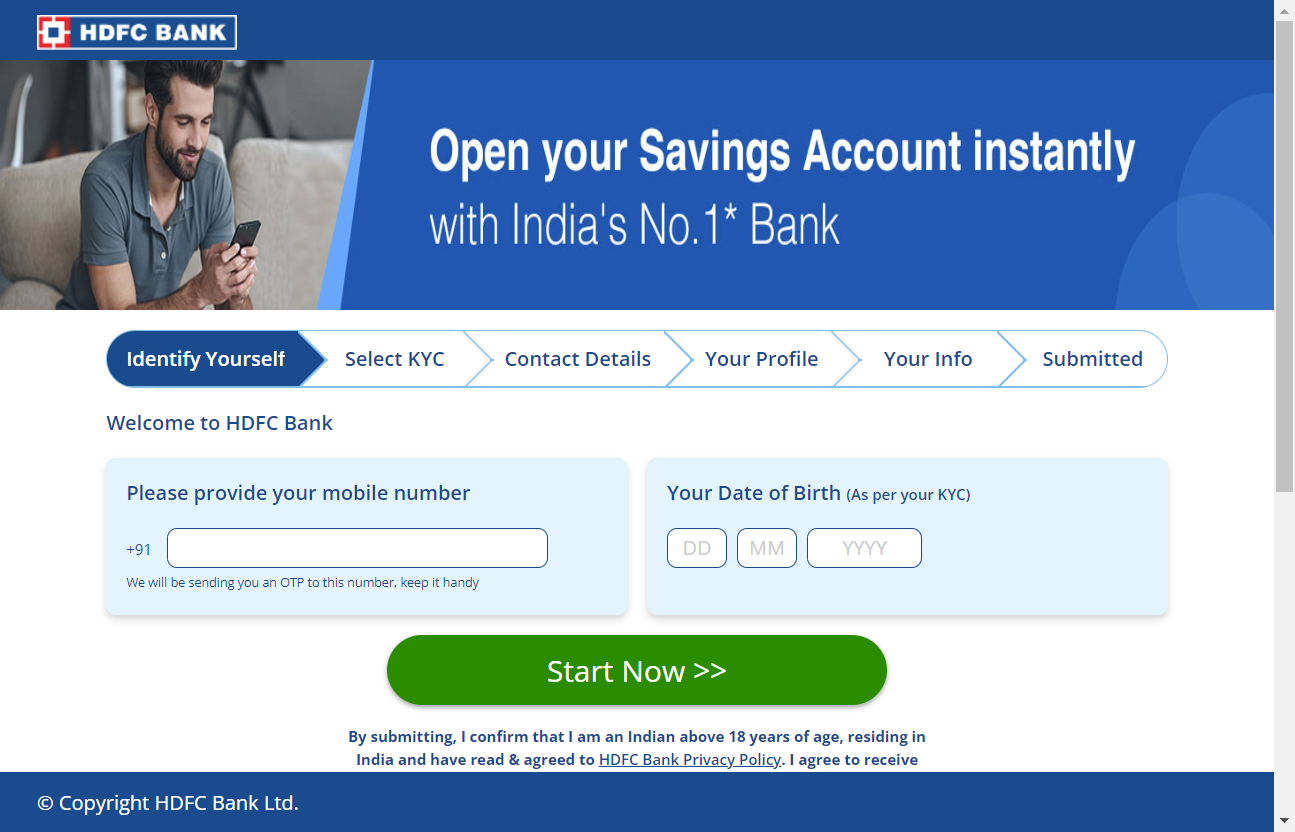 HDFC BANK
Open your Savings Account instantly
with India's No.1* Bank
Identify Yourself
Select KYC
Contact Details
Your Profile
Your Info
Submitted
Welcome to HDFC Bank
Please provide your mobile number
+91
We will be sending you an OTP to this number, keep it handy
Your Date of Birth (As per your KYC)
DD
MM
YYYY
Start Now >>
By submitting, I confirm that I am an Indian above 18 years of age, residing in
India and have read & agreed to HDFC Bank Privacy Policy. I agree to receive
© Copyright HDFC Bank Ltd.